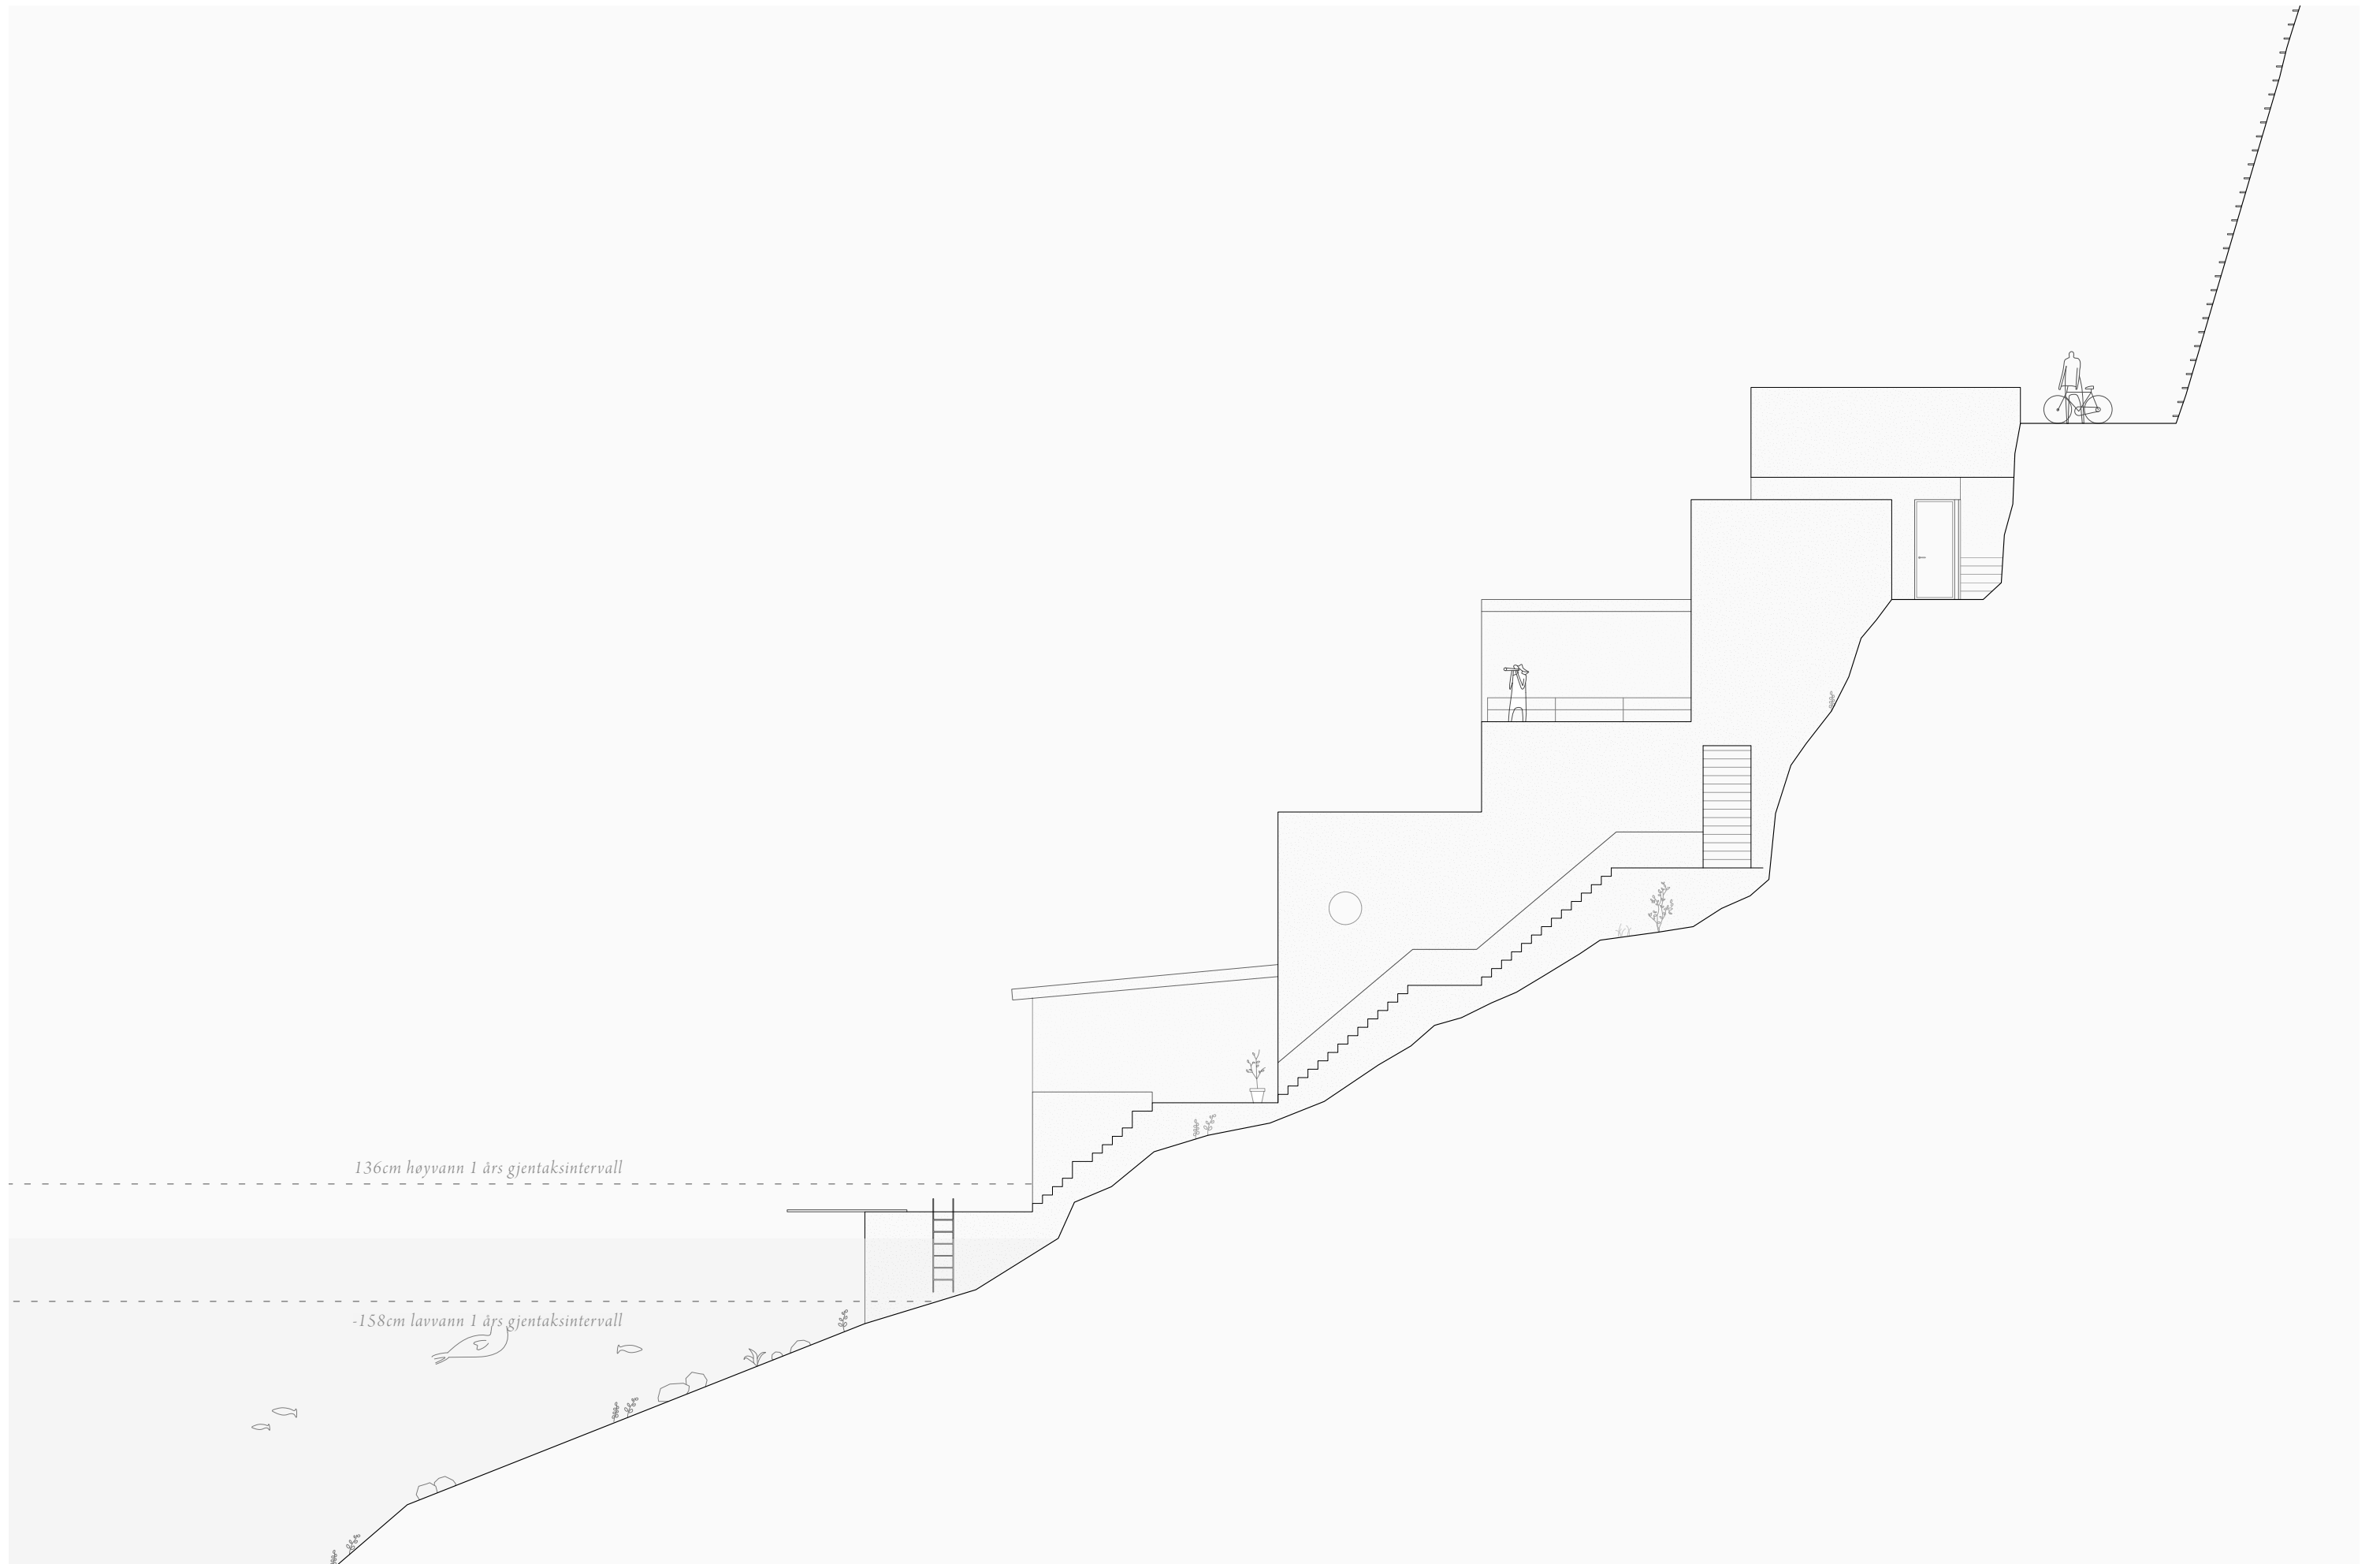 136cm høyvann 1 års gjentaksintervall
-158cm lavvann 1 års gjentaksintervall